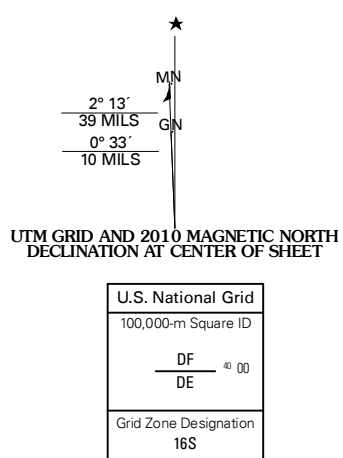 ★
MN
2° 13´
39 MILS
GN
0° 33´
10 MILS
UTM GRID AND 2010 MAGNETIC NORTH
DECLINATION AT CENTER OF SHEET
U.S. National Grid
100,000-m Square ID
DF
40 00
DE
Grid Zone Designation
16S